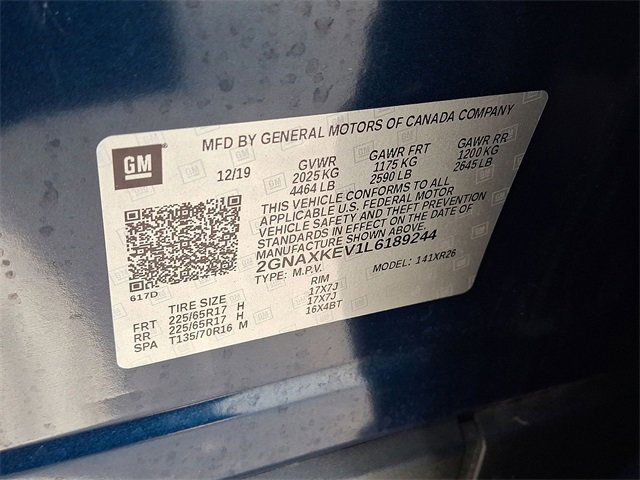 GM
MFD BY GENERAL MOTORS OF CANADA COMPANY
12/19 GVWR GAWR FRT GAWR RR
2025 KG 1175 KG 1200 KG
4464 LB 2590 LB 2645 LB
THIS VEHICLE CONFORMS TO ALL
APPLICABLE U.S. FEDERAL MOTOR
VEHICLE SAFETY AND THEFT PREVENTION
STANDARDS IN EFFECT ON DATE OF
MANUFACTURE SHOWN ABOVE.
2GNAXKEV1L6189244
TYPE: M.P.V. MODEL: 141XR26
617D
TIRE SIZE RIM
FRT 225/65R17 H 17X7J
RR 225/65R17 H 17X7J
SPA T135/70R16 M 16X4BT